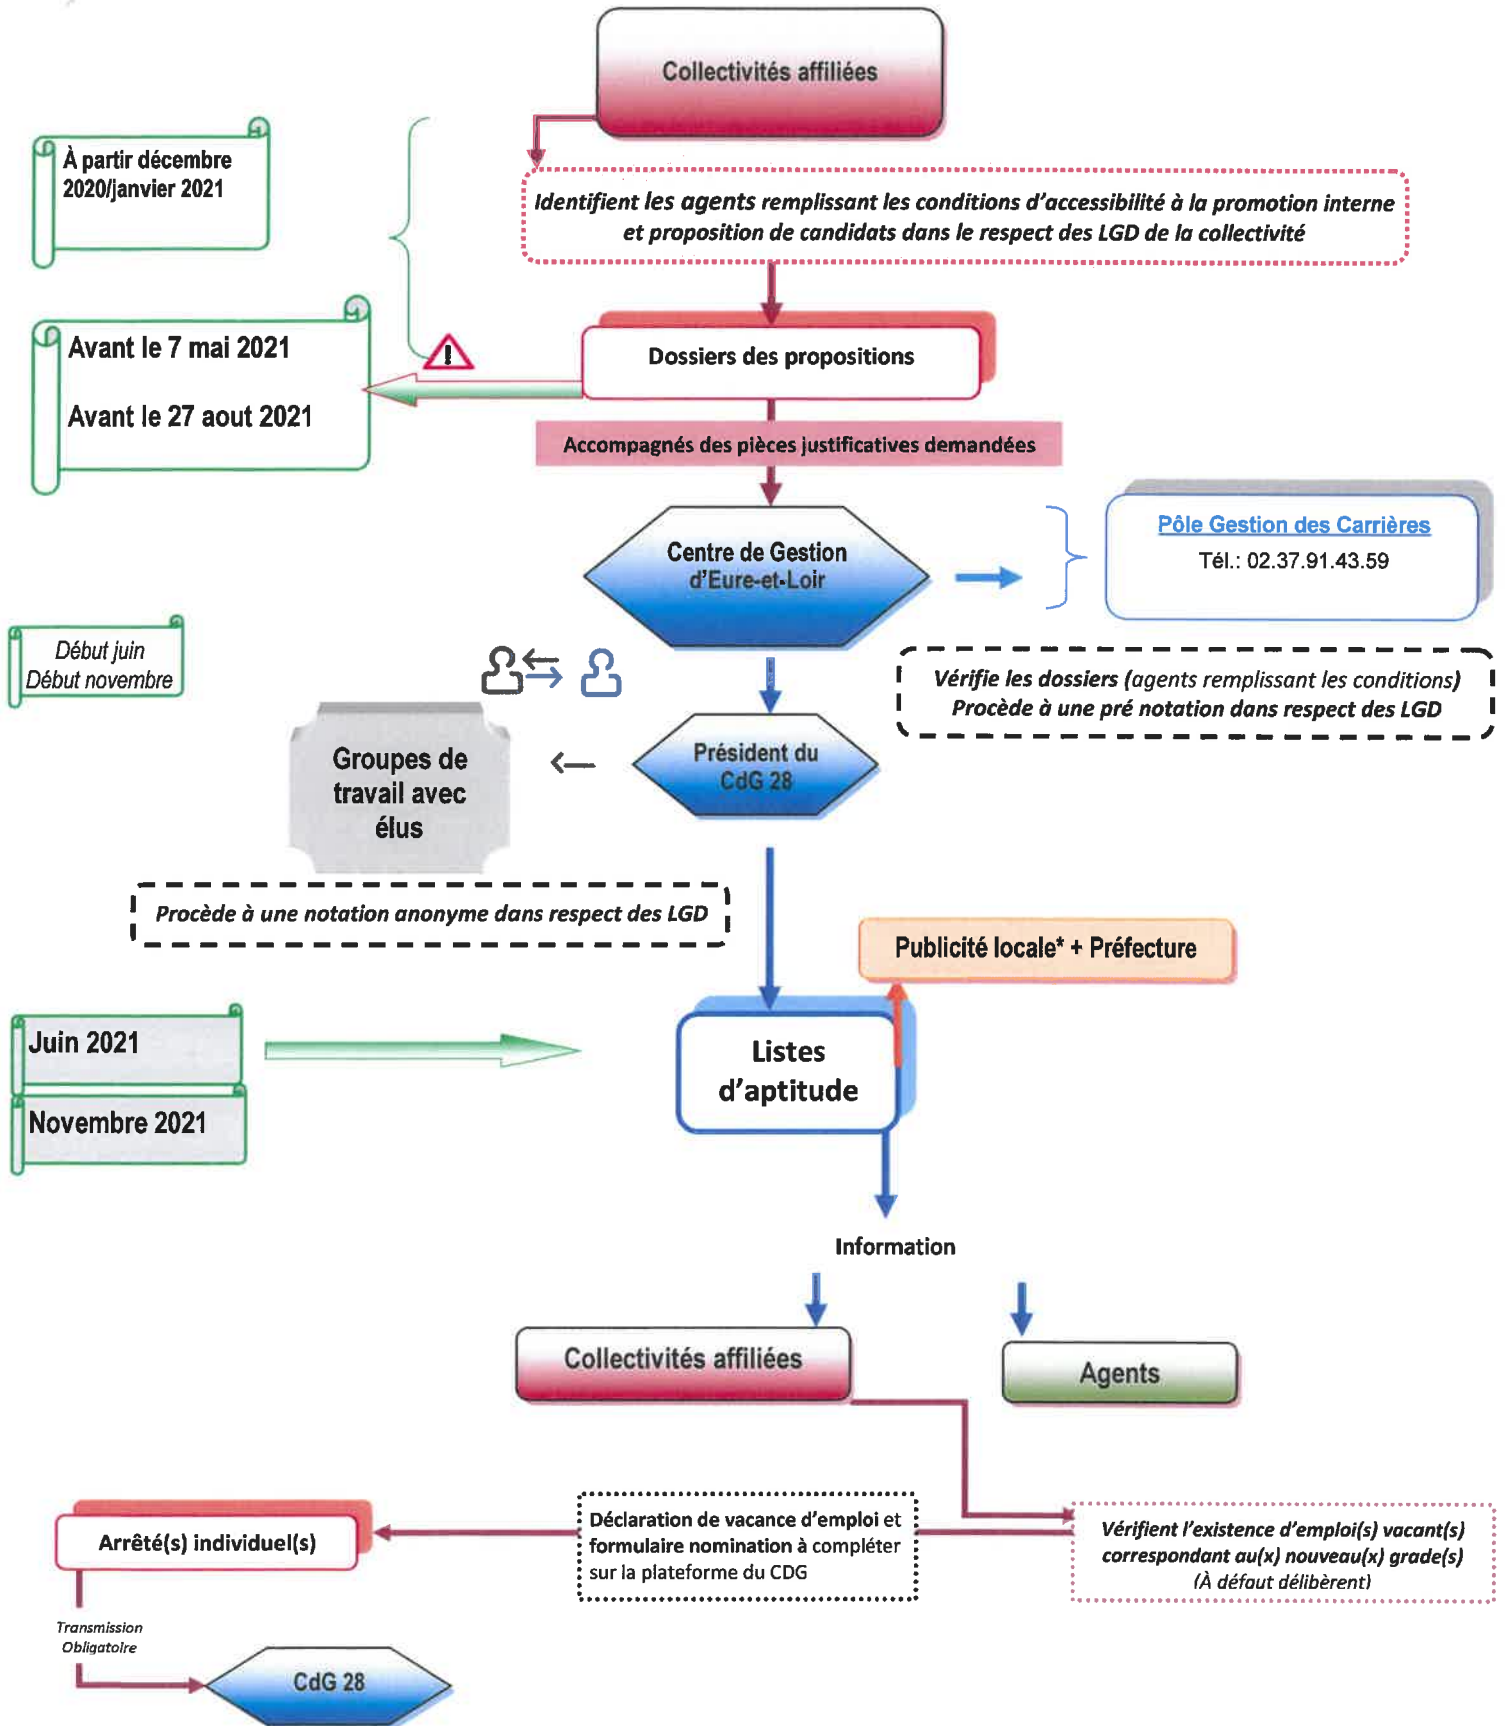 Collectivités affiliées
À partir décembre
2020/janvier 2021
Identifient les agents remplissant les conditions d'accessibilité à la promotion interne
et proposition de candidats dans le respect des LGD de la collectivité
Avant le 7 mai 2021
Avant le 27 aout 2021
!
Dossiers des propositions
Accompagnés des pièces justificatives demandées
Centre de Gestion
d'Eure-et-Loir
Pôle Gestion des Carrières
Tél.: 02.37.91.43.59
Début juin
Début novembre
Vérifie les dossiers (agents remplissant les conditions)
Procède à une pré notation dans respect des LGD
Président du
CdG 28
Groupes de
travail avec
élus
Procède à une notation anonyme dans respect des LGD
Publicité locale* + Préfecture
Juin 2021
Novembre 2021
Listes
d'aptitude
Information
Collectivités affiliées
Agents
Arrêté(s) individuel(s)
Déclaration de vacance d'emploi et
formulaire nomination à compléter
sur la plateforme du CDG
Vérifient l'existence d'emploi(s) vacant(s)
correspondant au(x) nouveau(x) grade(s)
(À défaut délibèrent)
Transmission
Obligatoire
CdG 28